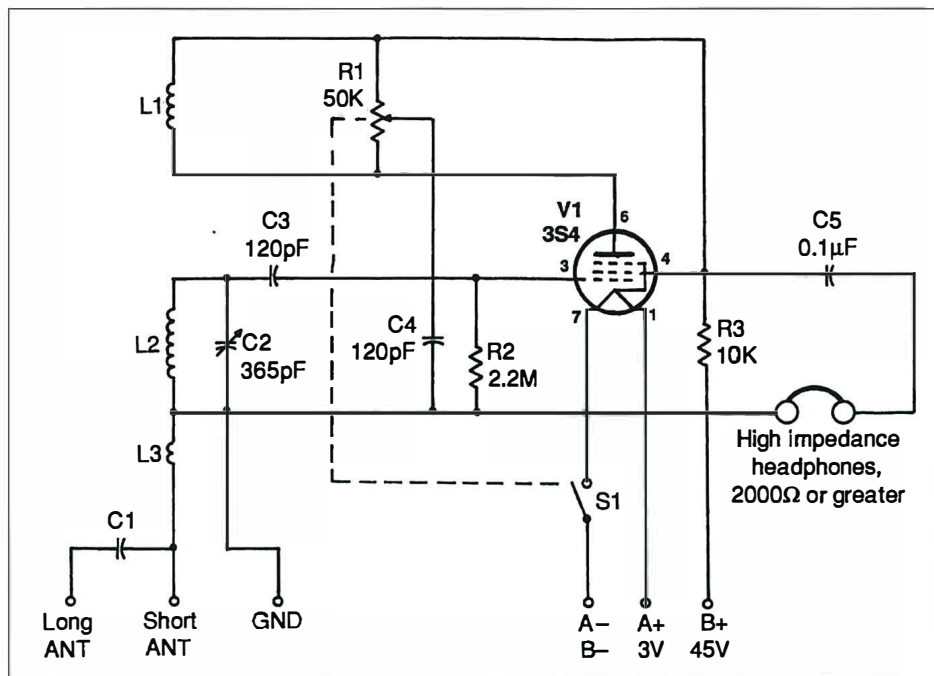 R1
50K
L1
V1
3S4
6
C3
120pF
C5
0.1µF
3
4
7
1
L2
C2
365pF
C4
120pF
R2
2.2M
R3
10K
L3
High impedance
headphones,
2000Ω or greater
S1
C1
Long
ANT
Short
ANT
GND
A–
B–
A+
3V
B+
45V